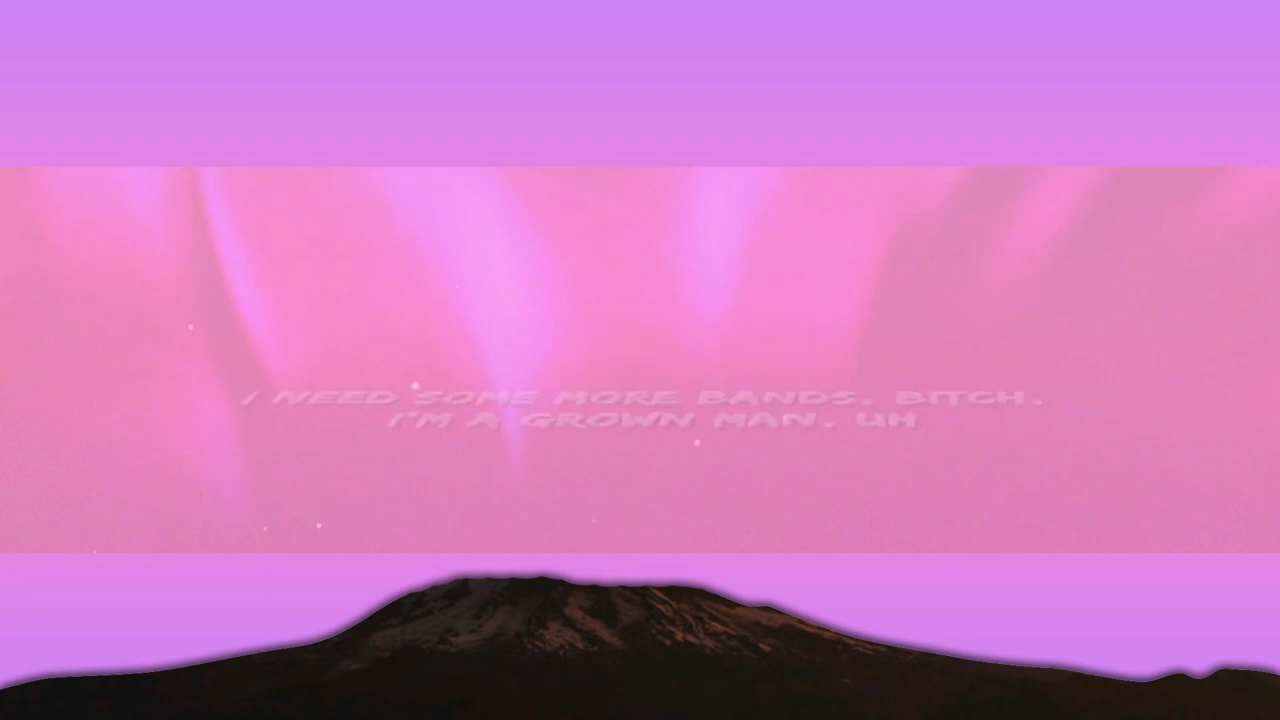 I NEED SOME MORE BANDS. BITCH.
I'M A GROWN MAN. UH